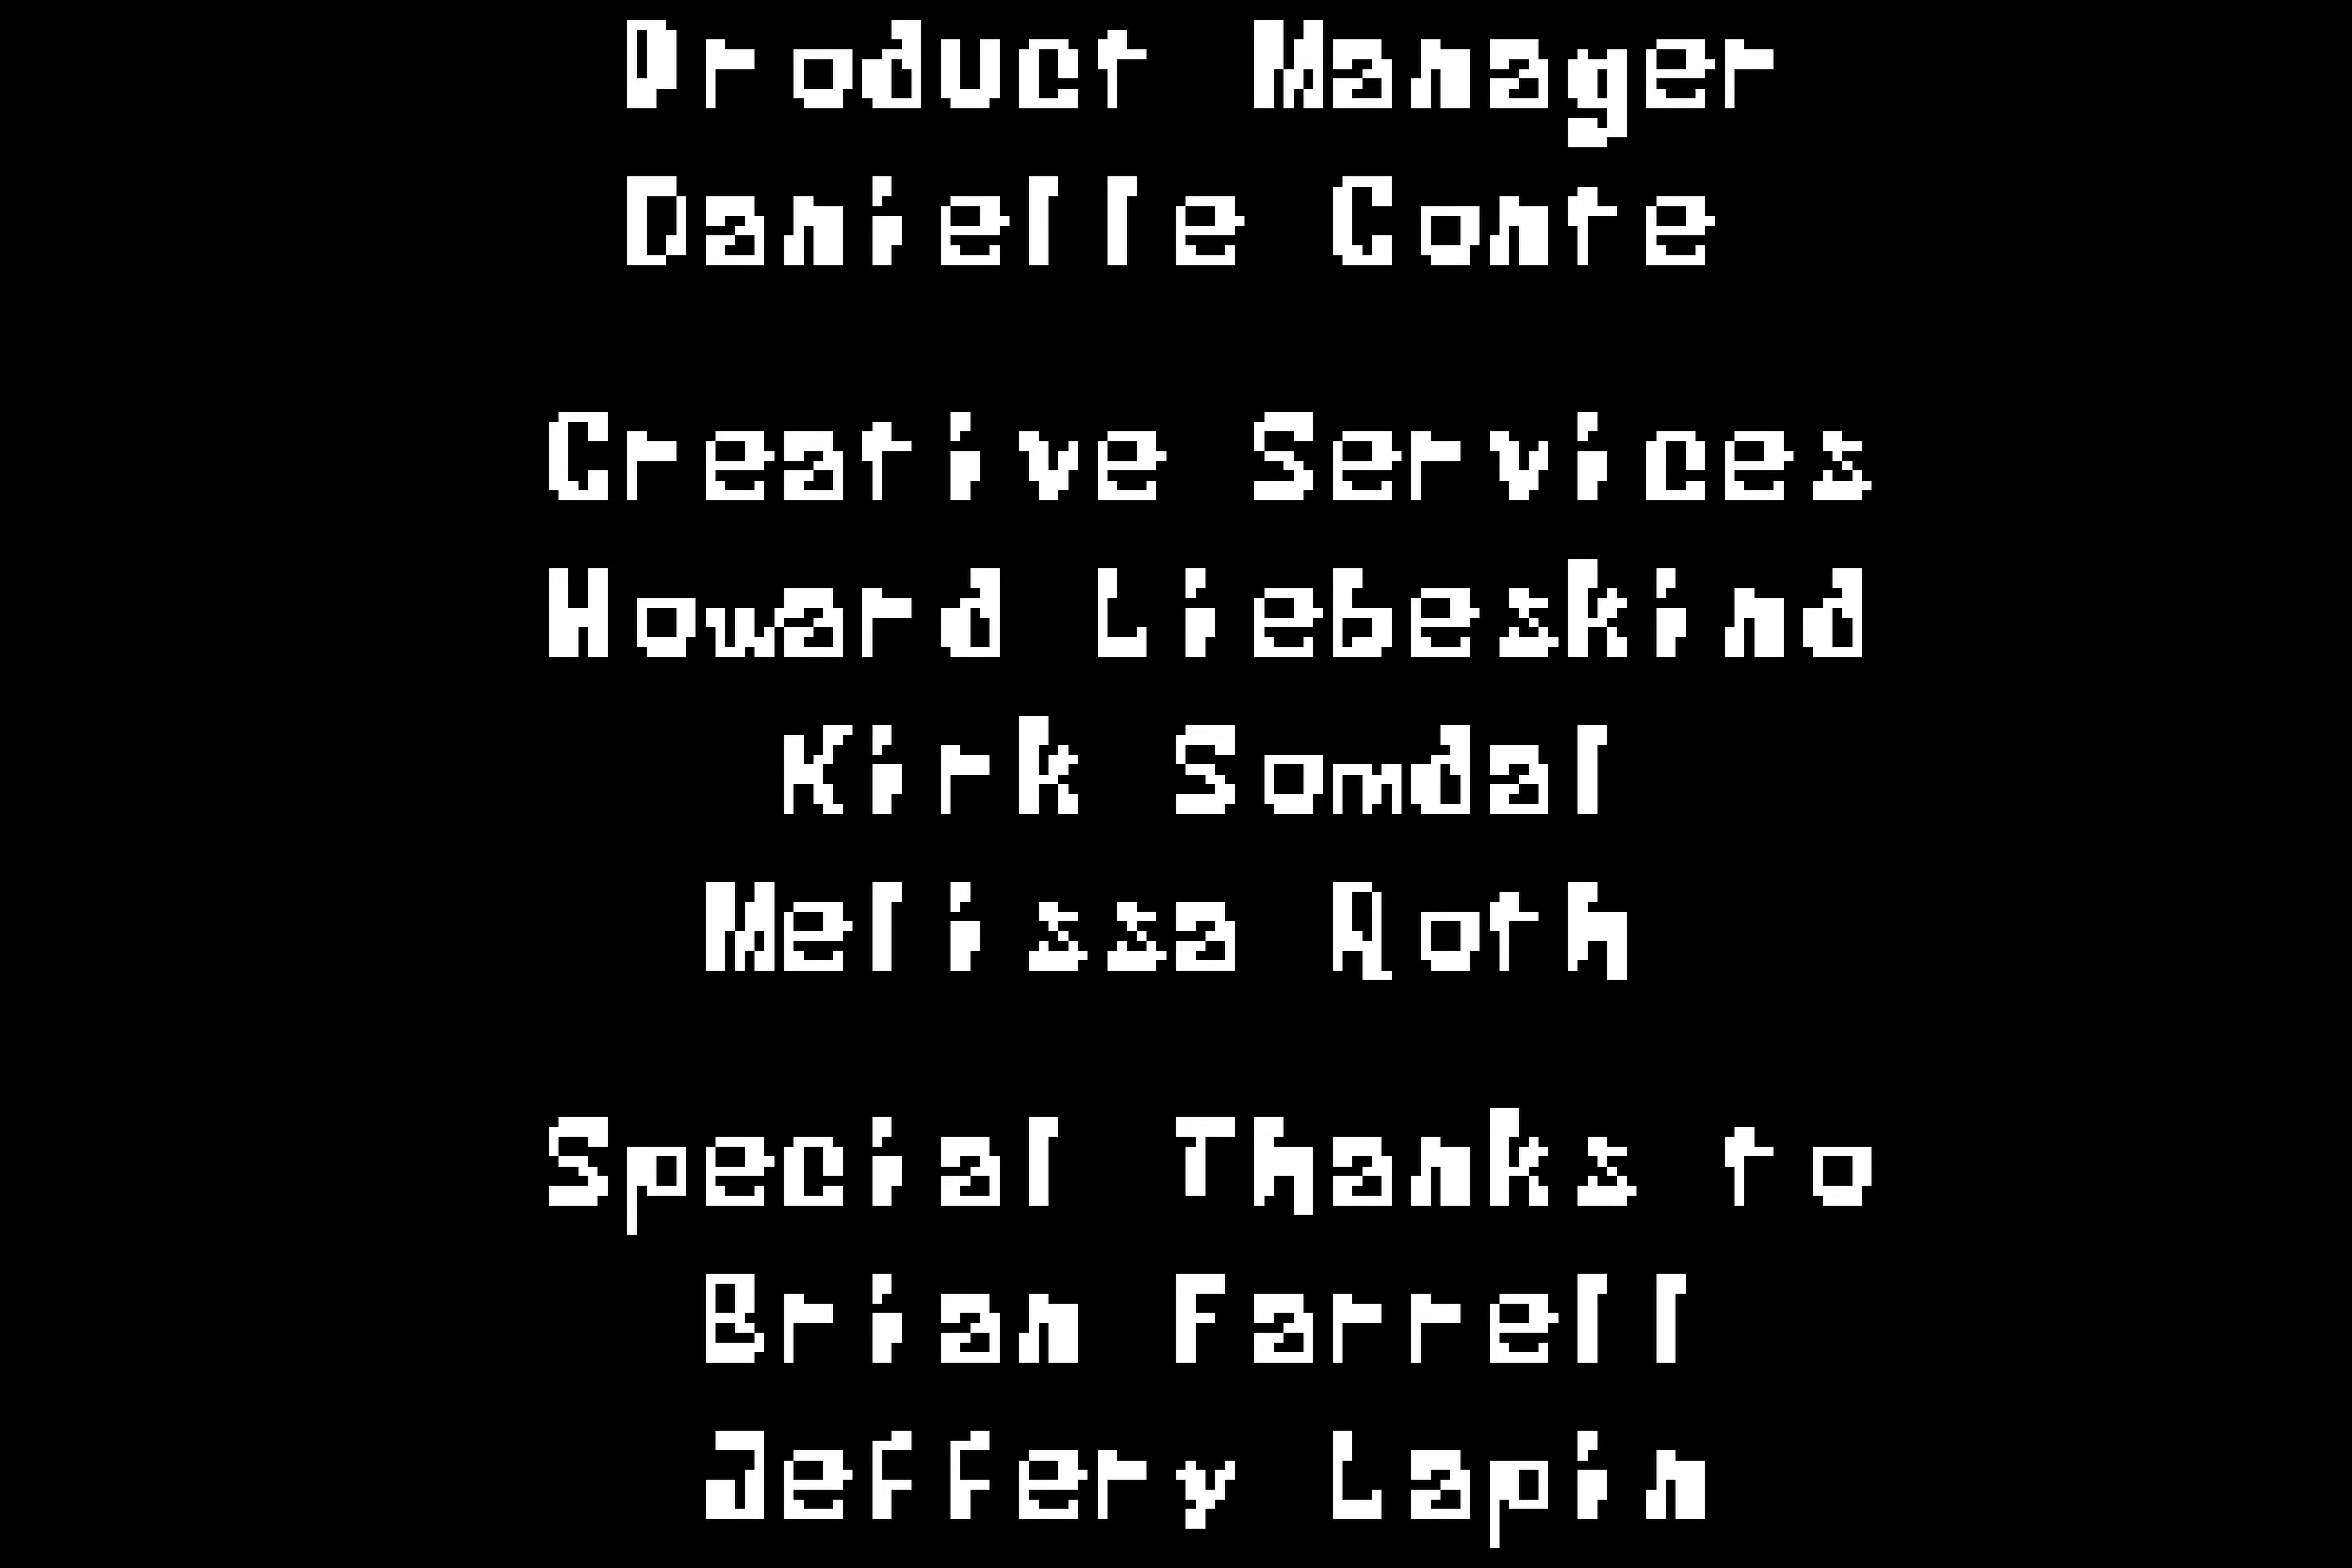 Product Manager
Danielle Conte
Creative Services
Howard Liebeskind
Kirk Somdal
Melissa Roth
Special Thanks to
Brian Farrell
Jeffery Lapin